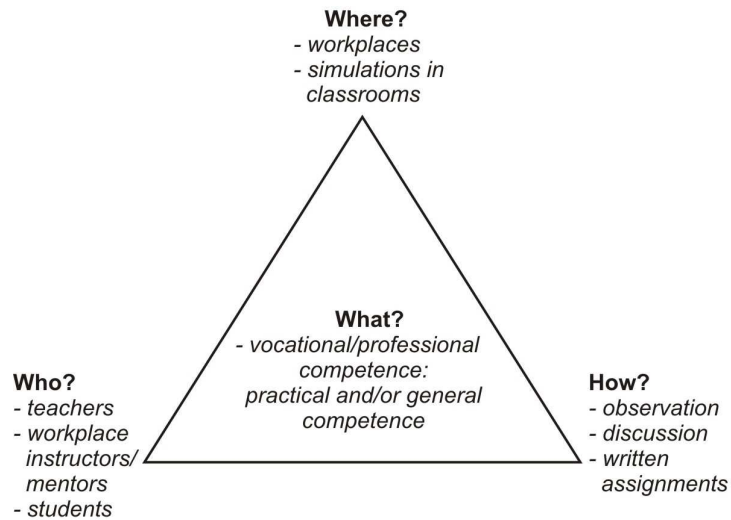 Where?
- workplaces
- simulations in
classrooms
What?
- vocational/professional
competence:
practical and/or general
competence
Who?
- teachers
- workplace
instructors/
mentors
- students
How?
- observation
- discussion
- written
assignments